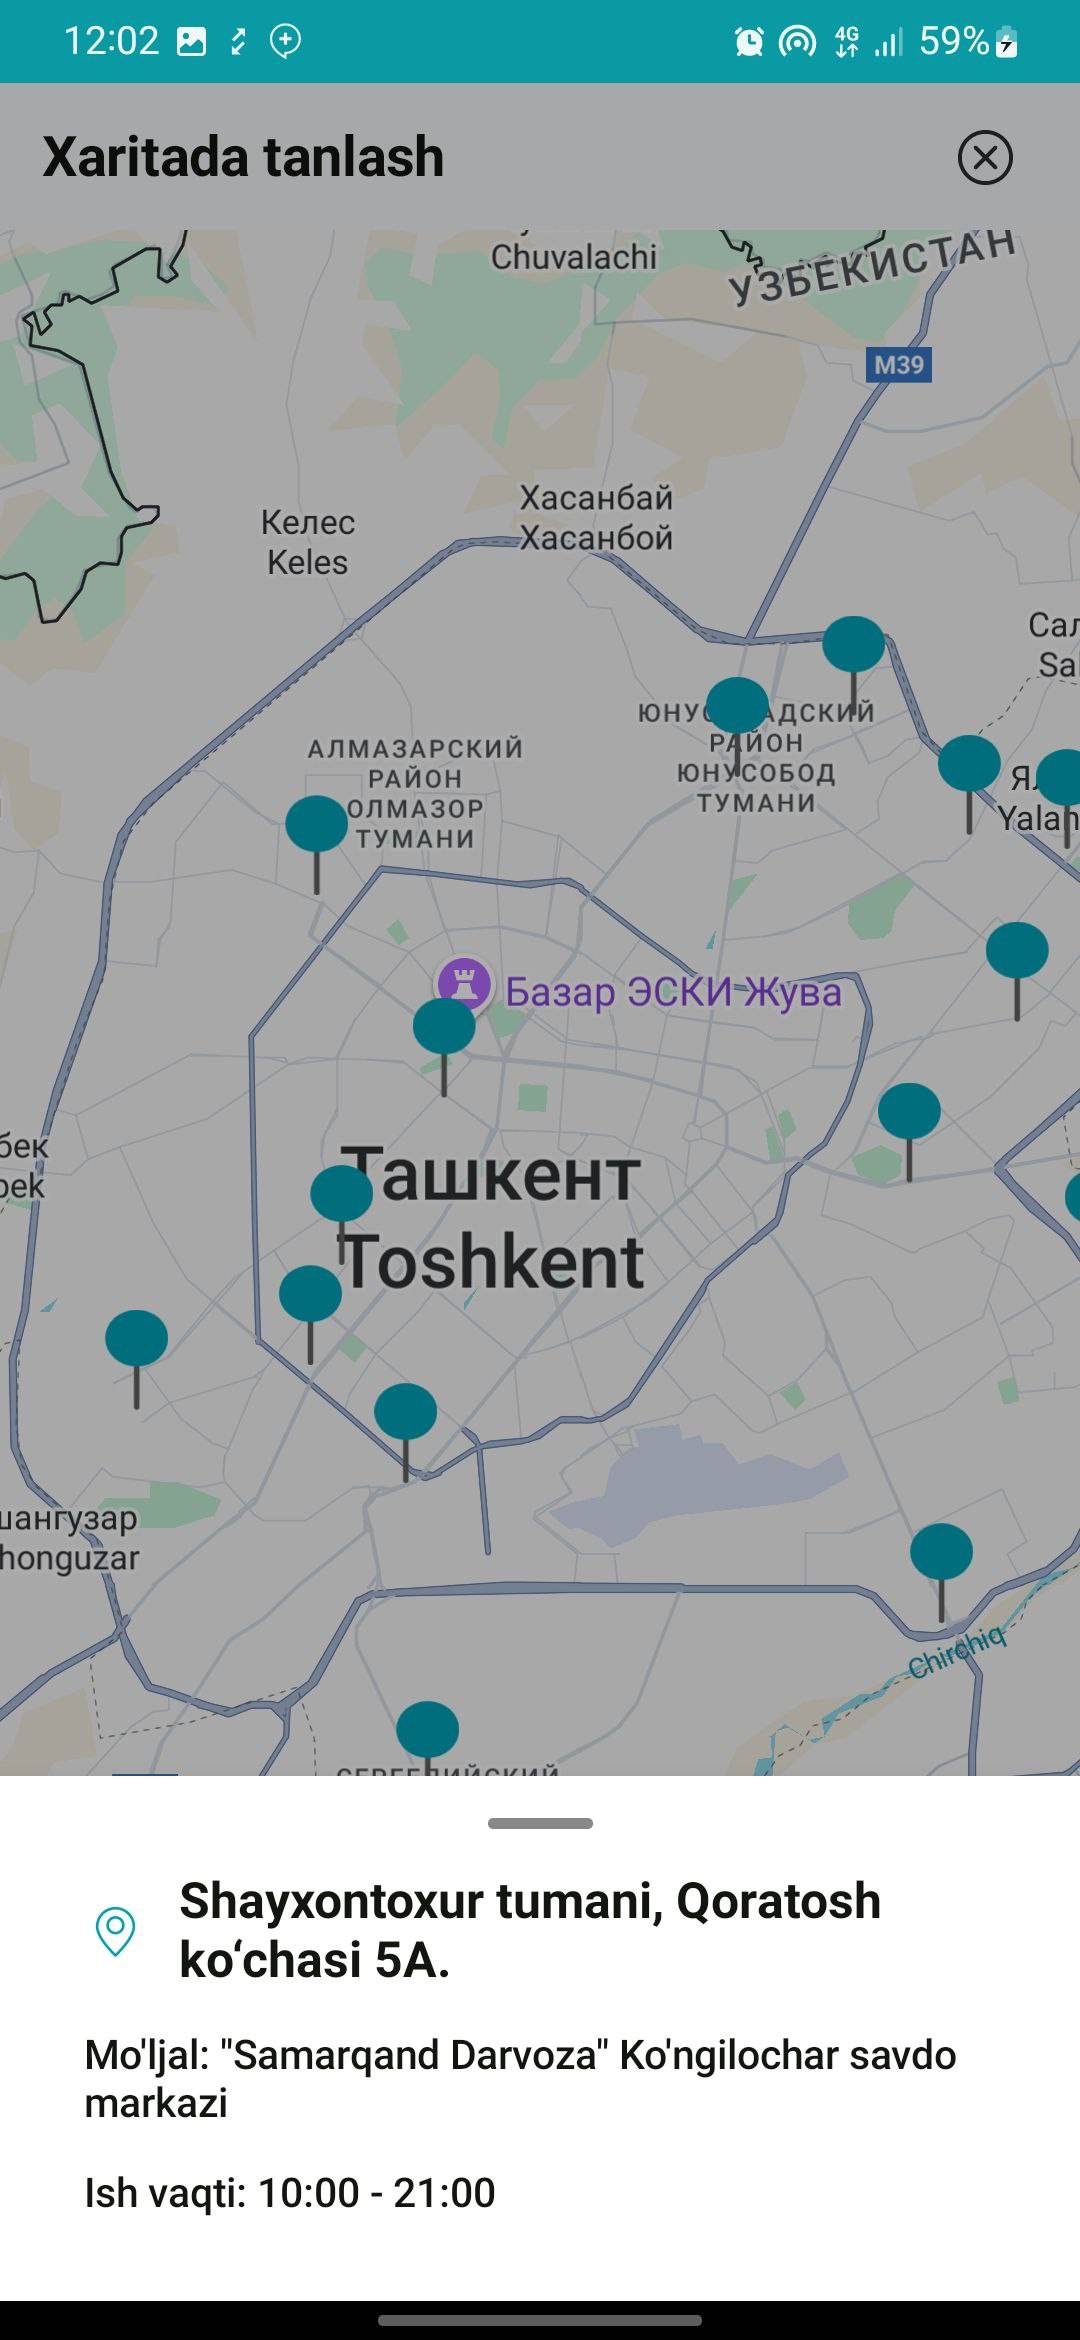 12:02
4G
59%
Xaritada tanlash
Chuvalachi
УЗБЕКИСТАН
M39
Хасанбай
Хасанбой
Келес
Keles
АЛМАЗАРСКИЙ
РАЙОН
ОЛМАЗОР
ТУМАНИ
РАЙОН
ЮНУСОБОД
ТУМАНИ
Базар ЭСКИ Жува
Ташкент
Toshkent
Chirchiq
Shayxontoxur tumani, Qoratosh
ko‘chasi 5A.
Mo'ljal: "Samarqand Darvoza" Ko'ngilochar savdo
markazi
Ish vaqti: 10:00 - 21:00